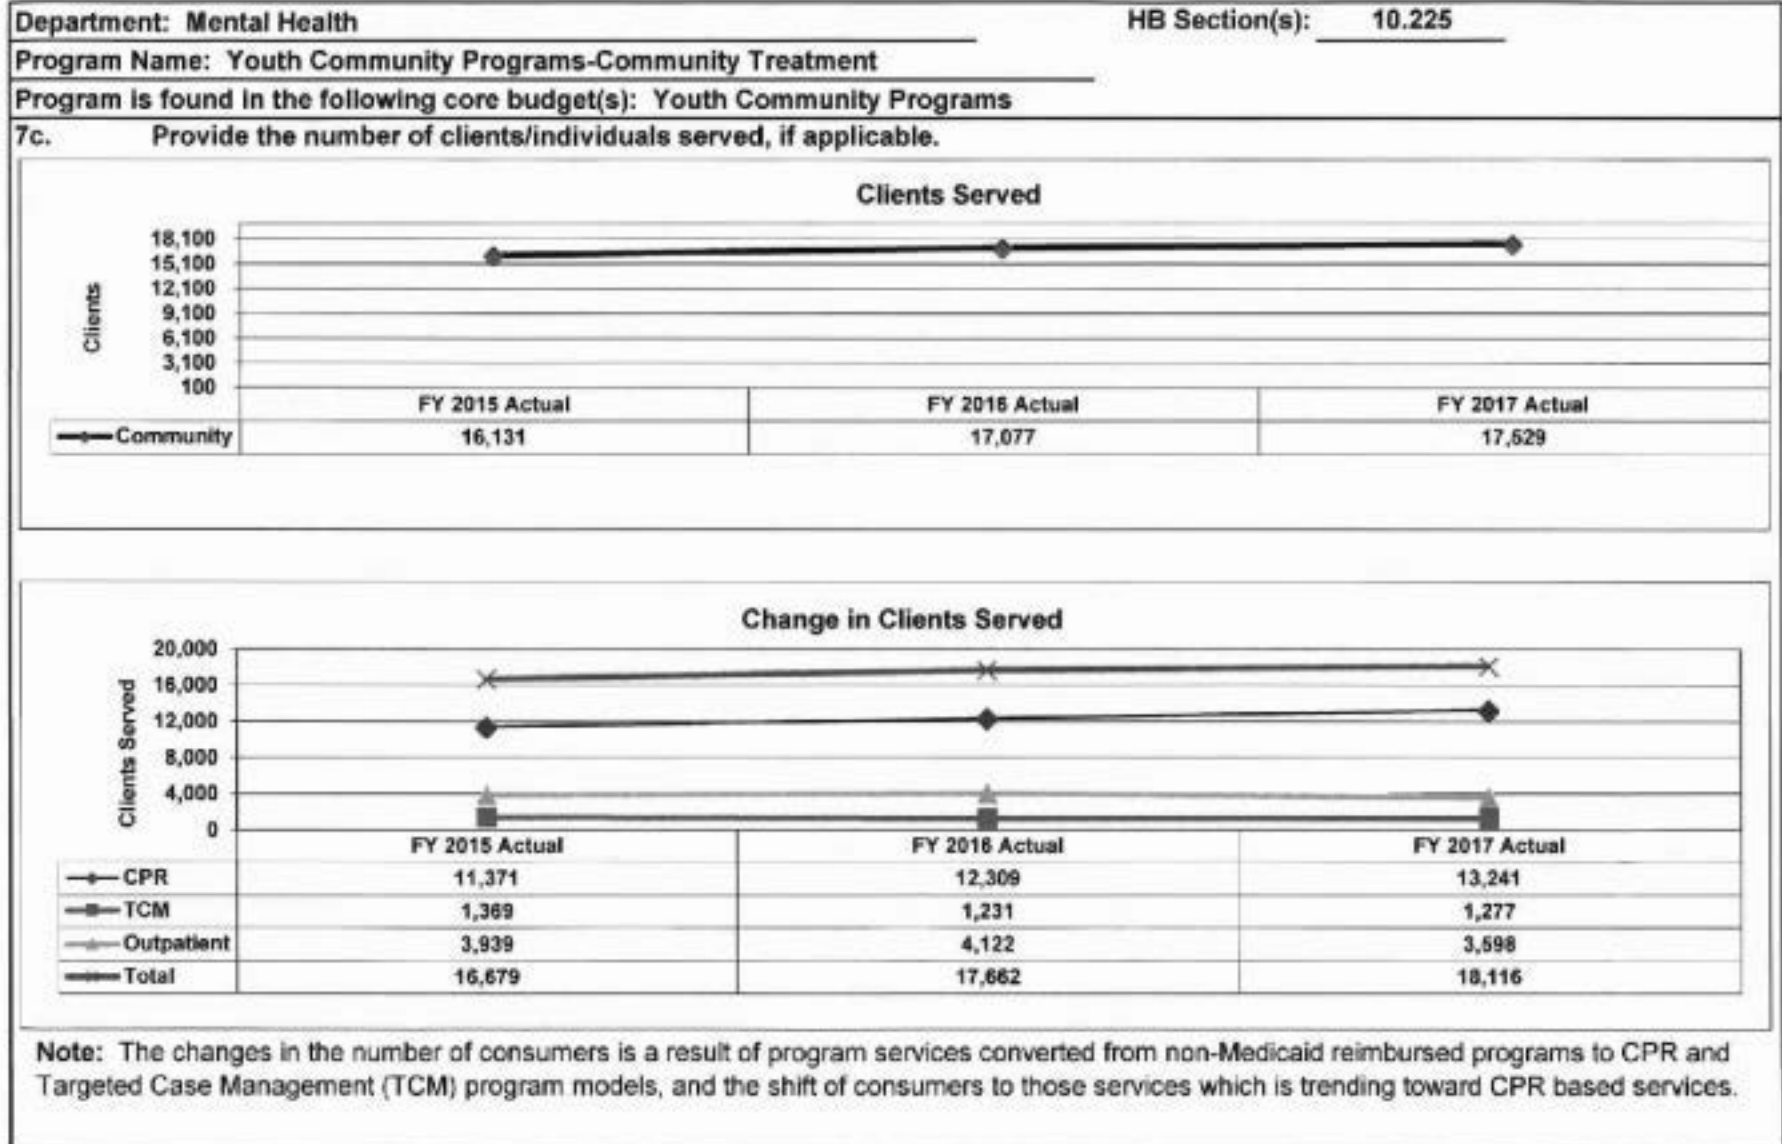 Department: Mental Health HB Section(s): 10.225
Program Name: Youth Community Programs-Community Treatment
Program is found in the following core budget(s): Youth Community Programs
7c. Provide the number of clients/individuals served, if applicable.
Clients Served
Clients
18,100
15,100
12,100
9,100
6,100
3,100
100
FY 2015 Actual FY 2016 Actual FY 2017 Actual
Community 16,131 17,077 17,529
Change in Clients Served
Clients Served
20,000
16,000
12,000
8,000
4,000
0
FY 2015 Actual FY 2016 Actual FY 2017 Actual
CPR 11,371 12,309 13,241
TCM 1,369 1,231 1,277
Outpatient 3,939 4,122 3,598
Total 16,679 17,662 18,116
Note: The changes in the number of consumers is a result of program services converted from non-Medicaid reimbursed programs to CPR and
Targeted Case Management (TCM) program models, and the shift of consumers to those services which is trending toward CPR based services.